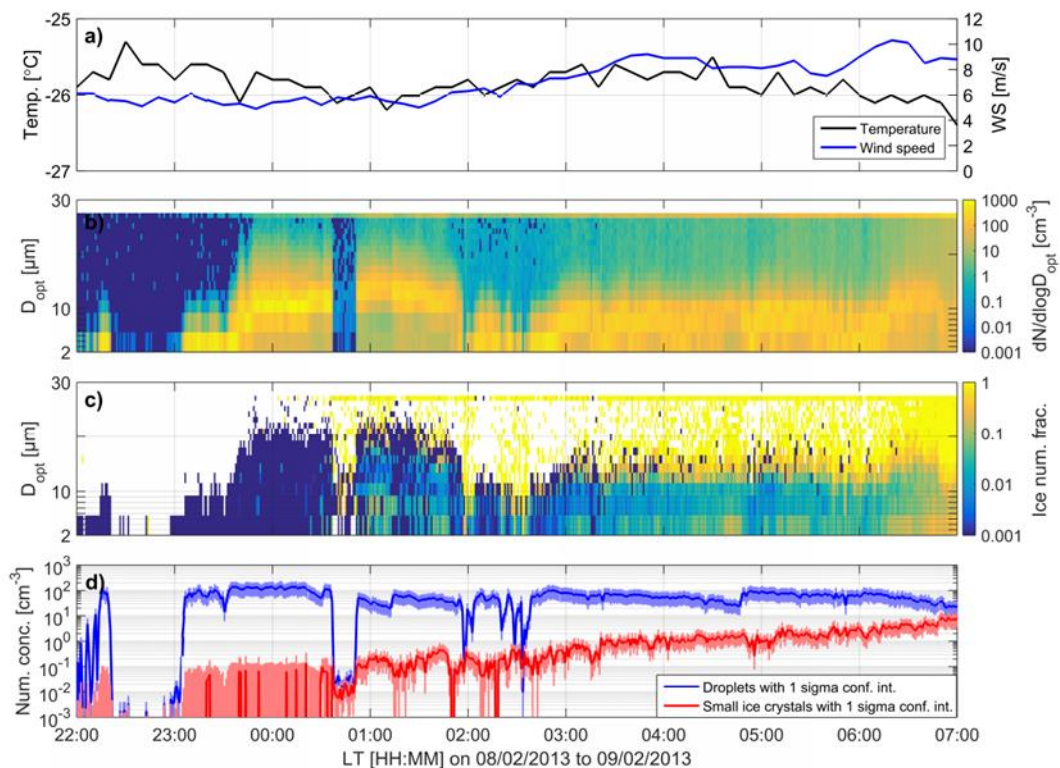 a)
-25
-26
-27
Temp. [°C]
12
10
8
6
4
2
0
WS [m/s]
Temperature
Wind speed
b)
30
10
2
D_opt [µm]
1000
100
10
1
0.1
0.01
0.001
dN/dlogD_opt [cm^-3]
c)
30
10
2
D_opt [µm]
1
0.1
0.01
0.001
Ice num. frac.
d)
10^3
10^2
10^1
10^0
10^-1
10^-2
10^-3
Num. conc. [cm^-3]
Droplets with 1 sigma conf. int.
Small ice crystals with 1 sigma conf. int.
22:00 23:00 00:00 01:00 02:00 03:00 04:00 05:00 06:00 07:00
LT [HH:MM] on 08/02/2013 to 09/02/2013